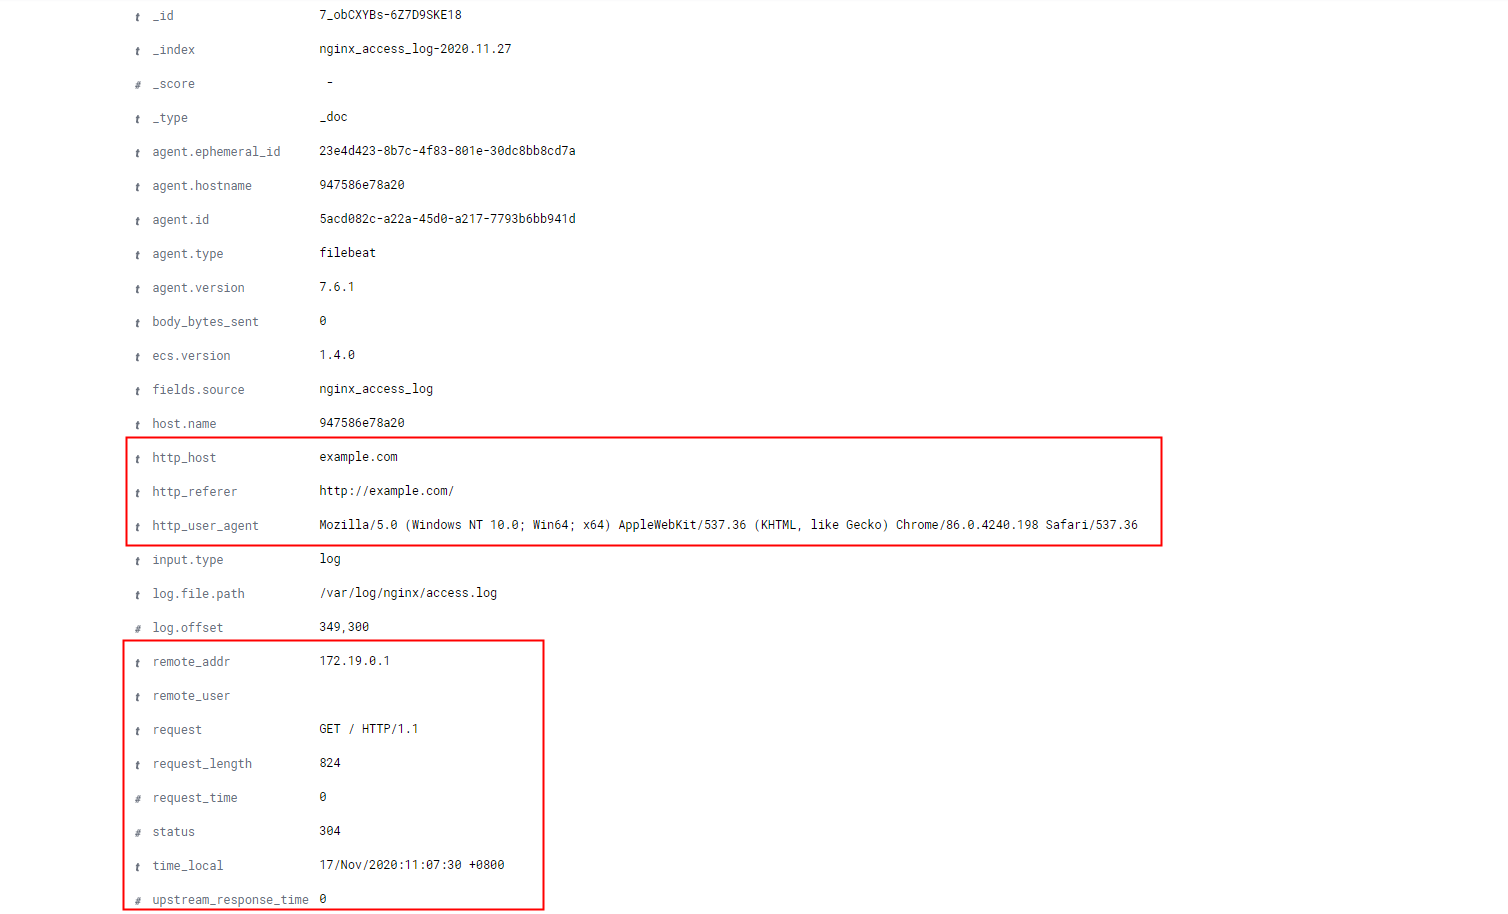 t _id 7_obCXYBs-6Z7D9SKE18
t _index nginx_access_log-2020.11.27
# _score -
t _type _doc
t agent.ephemeral_id 23e4d423-8b7c-4f83-801e-30dc8bb8cd7a
t agent.hostname 947586e78a20
t agent.id 5acd082c-a22a-45d0-a217-7793b6bb941d
t agent.type filebeat
t agent.version 7.6.1
t body_bytes_sent 0
t ecs.version 1.4.0
t fields.source nginx_access_log
t host.name 947586e78a20
t http_host example.com
t http_referer http://example.com/
t http_user_agent Mozilla/5.0 (Windows NT 10.0; Win64; x64) AppleWebKit/537.36 (KHTML, like Gecko) Chrome/86.0.4240.198 Safari/537.36
t input.type log
t log.file.path /var/log/nginx/access.log
# log.offset 349,300
t remote_addr 172.19.0.1
t remote_user
t request GET / HTTP/1.1
t request_length 824
# request_time 0
# status 304
t time_local 17/Nov/2020:11:07:30 +0800
# upstream_response_time 0